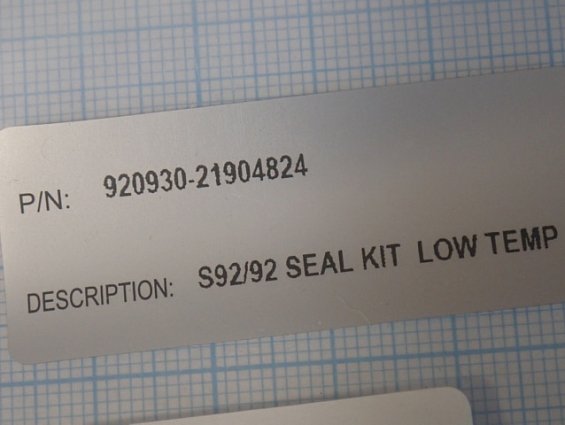 P/N: 920930-21904824
DESCRIPTION: S92/92 SEAL KIT LOW TEMP